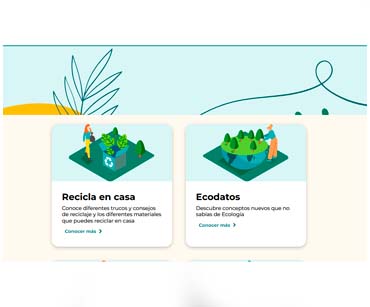 Recicla en casa
Conoce diferentes trucos y consejos
de reciclaje y los diferentes materiales
que puedes reciclar en casa
Conocer más
Ecodatos
Descubre conceptos nuevos que no
sabías de Ecología
Conocer más